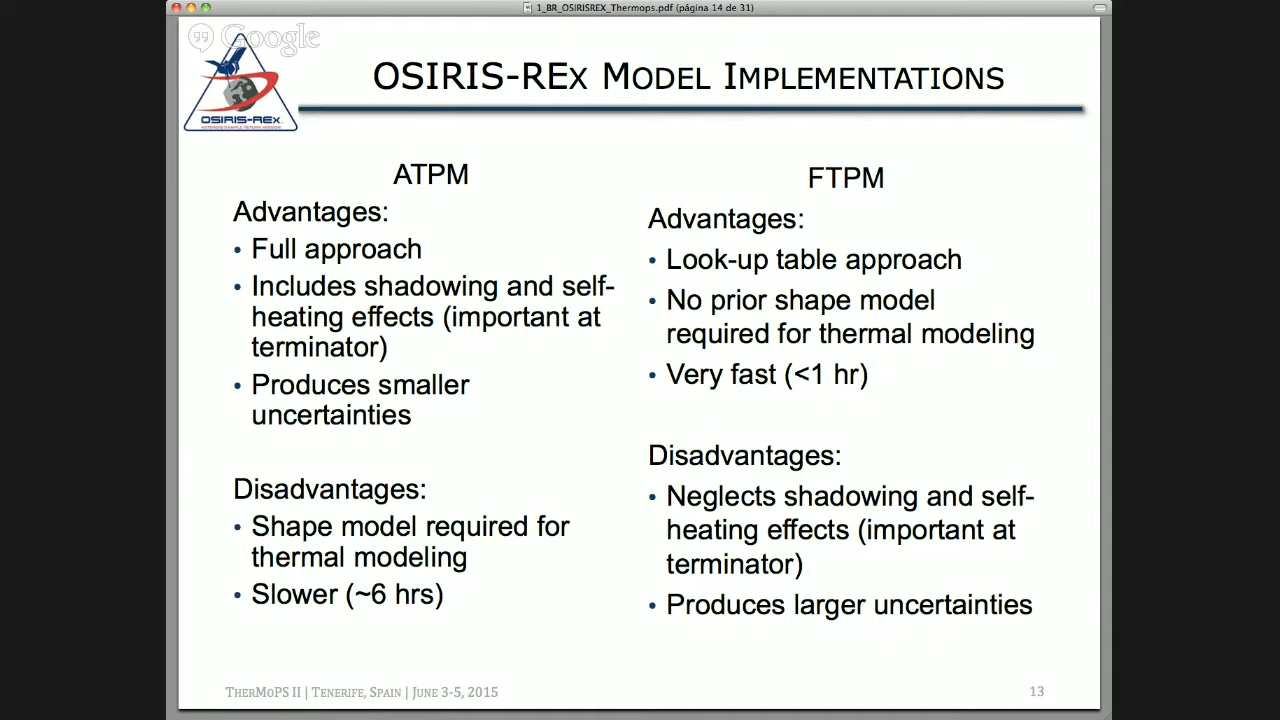 1_BR_OSIRISREX_Thermops.pdf (página 14 de 31)
Google
OSIRIS-REx MODEL IMPLEMENTATIONS
OSIRIS-REx
ASTEROID SAMPLE RETURN MISSION
ATPM
Advantages:
• Full approach
• Includes shadowing and self-
heating effects (important at
terminator)
• Produces smaller
uncertainties
Disadvantages:
• Shape model required for
thermal modeling
• Slower (~6 hrs)
FTPM
Advantages:
• Look-up table approach
• No prior shape model
required for thermal modeling
• Very fast (<1 hr)
Disadvantages:
• Neglects shadowing and self-
heating effects (important at
terminator)
• Produces larger uncertainties
THERMOPS II | TENERIFE, SPAIN | JUNE 3-5, 2015
13